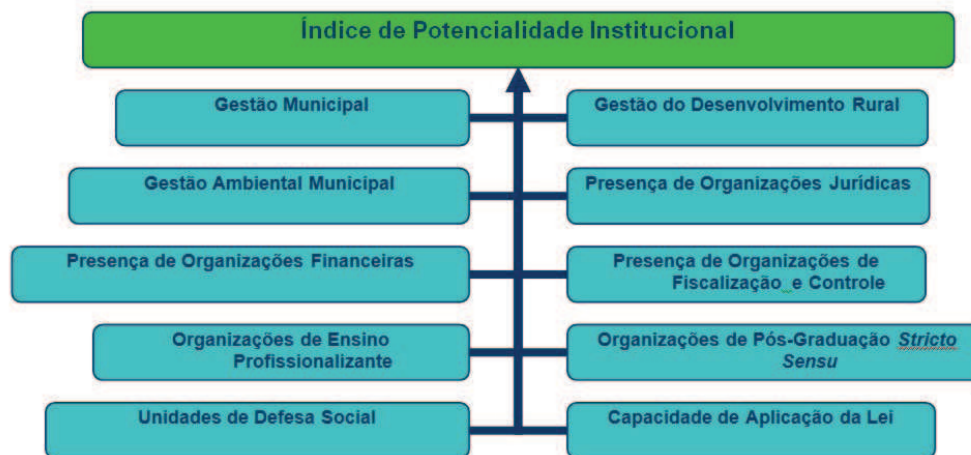 Índice de Potencialidade Institucional
Gestão Municipal
Gestão do Desenvolvimento Rural
Gestão Ambiental Municipal
Presença de Organizações Jurídicas
Presença de Organizações Financeiras
Presença de Organizações de
Fiscalização e Controle
Organizações de Ensino
Profissionalizante
Organizações de Pós-Graduação Stricto
Sensu
Unidades de Defesa Social
Capacidade de Aplicação da Lei